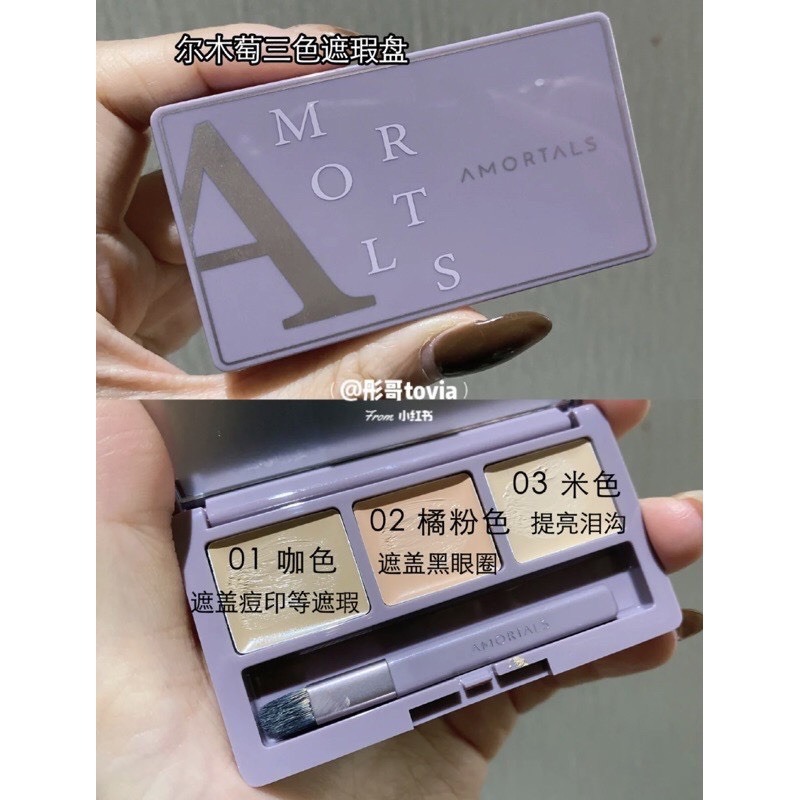 尔木萄三色遮瑕盘
A
M
O
R
T
L
S
AMORTALS
@彤哥tovia
From 小红书
01 咖色
遮盖痘印等遮瑕
02 橘粉色
遮盖黑眼圈
03 米色
提亮泪沟
AMORTALS